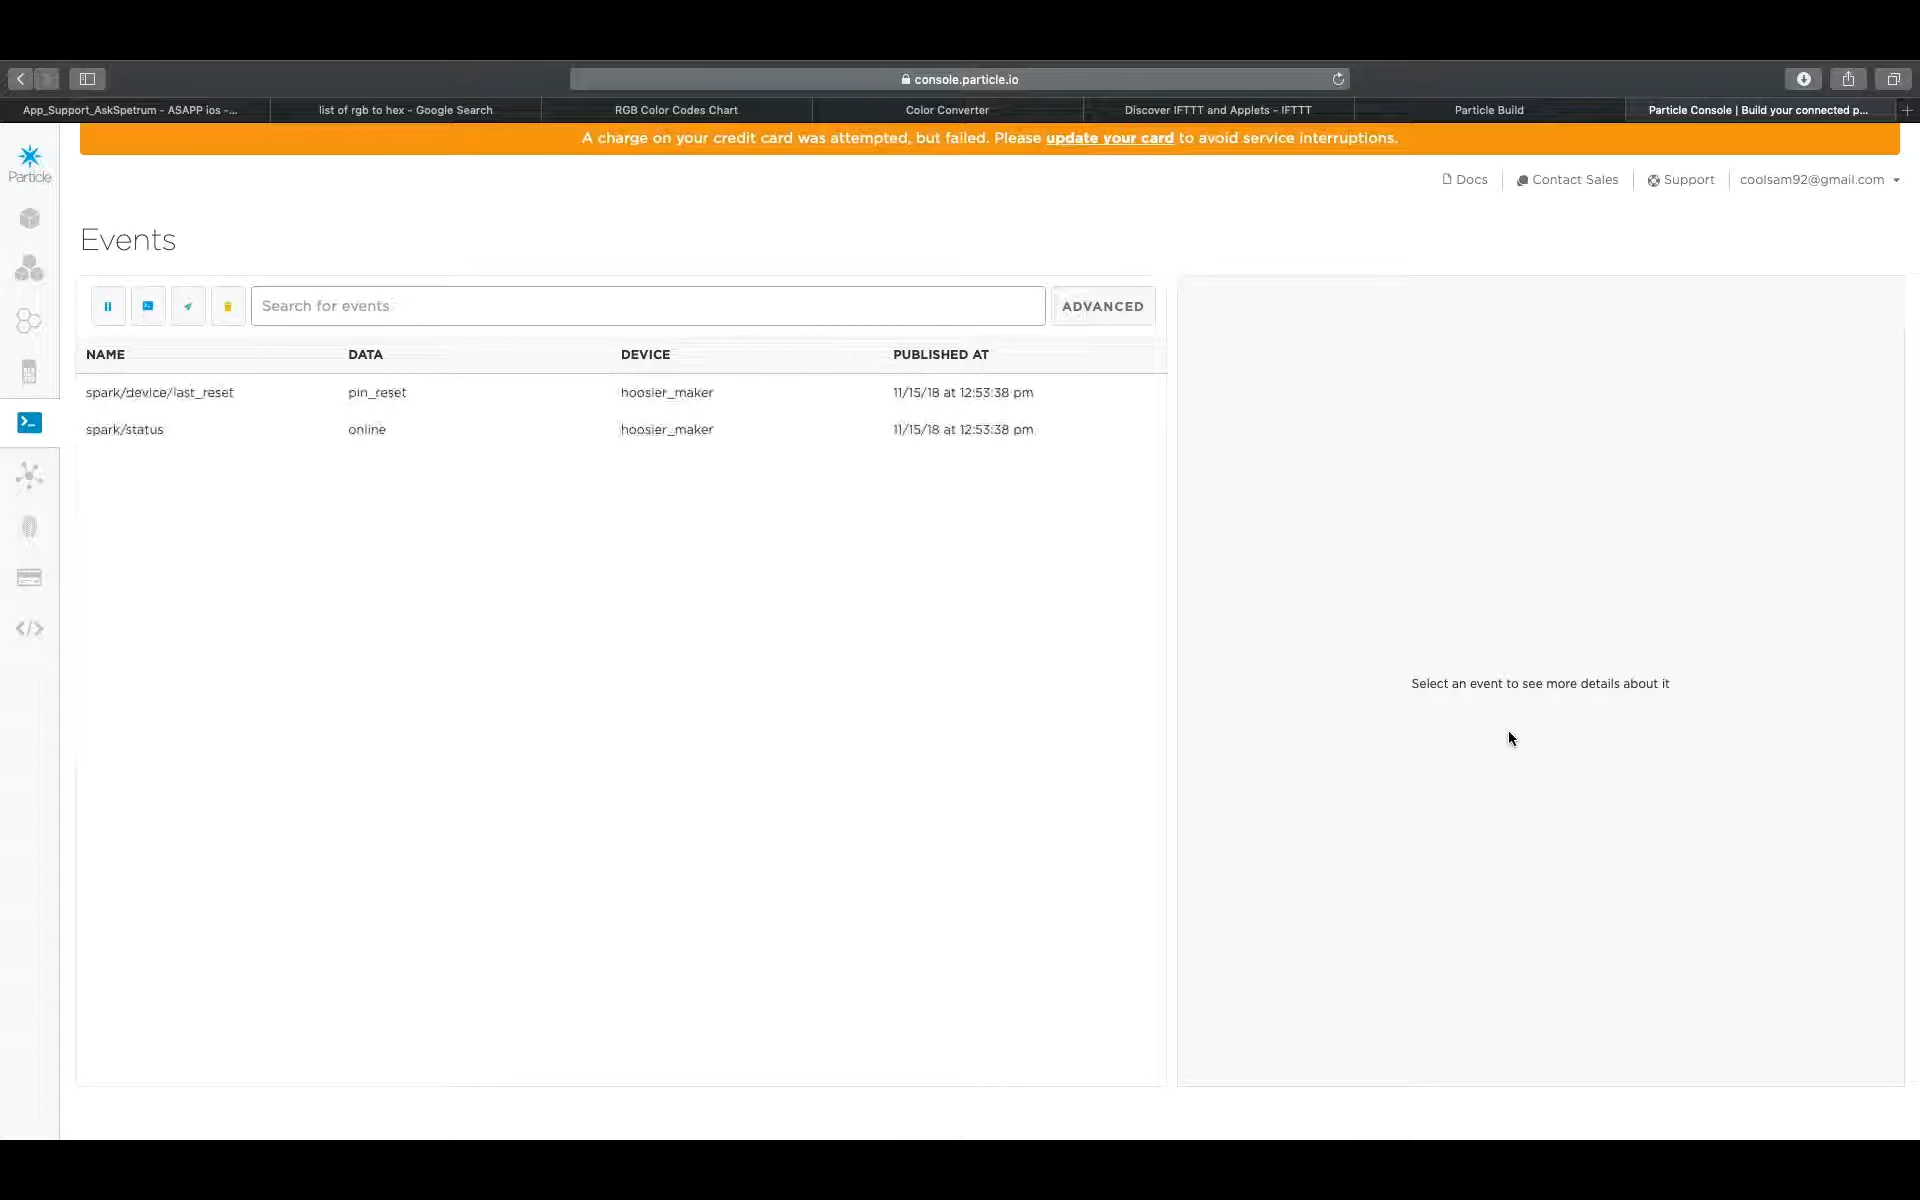 console.particle.io
App_Support_AskSpetrum - ASAPP ios -...
list of rgb to hex - Google Search
RGB Color Codes Chart
Color Converter
Discover IFTTT and Applets - IFTTT
Particle Build
Particle Console | Build your connected p...
A charge on your credit card was attempted, but failed. Please update your card to avoid service interruptions.
Particle
Docs
Contact Sales
Support
coolsam92@gmail.com
Events
Search for events
ADVANCED
NAME DATA DEVICE PUBLISHED AT
spark/device/last_reset pin_reset hoosier_maker 11/15/18 at 12:53:38 pm
spark/status online hoosier_maker 11/15/18 at 12:53:38 pm
Select an event to see more details about it